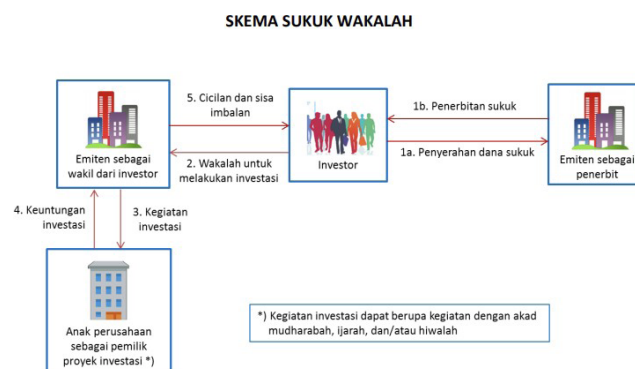 SKEMA SUKUK WAKALAH
5. Cicilan dan sisa
imbalan
1b. Penerbitan sukuk
Emiten sebagai
wakil dari investor
2. Wakalah untuk
melakukan investasi
Investor
1a. Penyerahan dana sukuk
Emiten sebagai
penerbit
4. Keuntungan
investasi
3. Kegiatan
investasi
Anak perusahaan
sebagai pemilik
proyek investasi *)
*) Kegiatan investasi dapat berupa kegiatan dengan akad
mudharabah, ijarah, dan/atau hiwalah